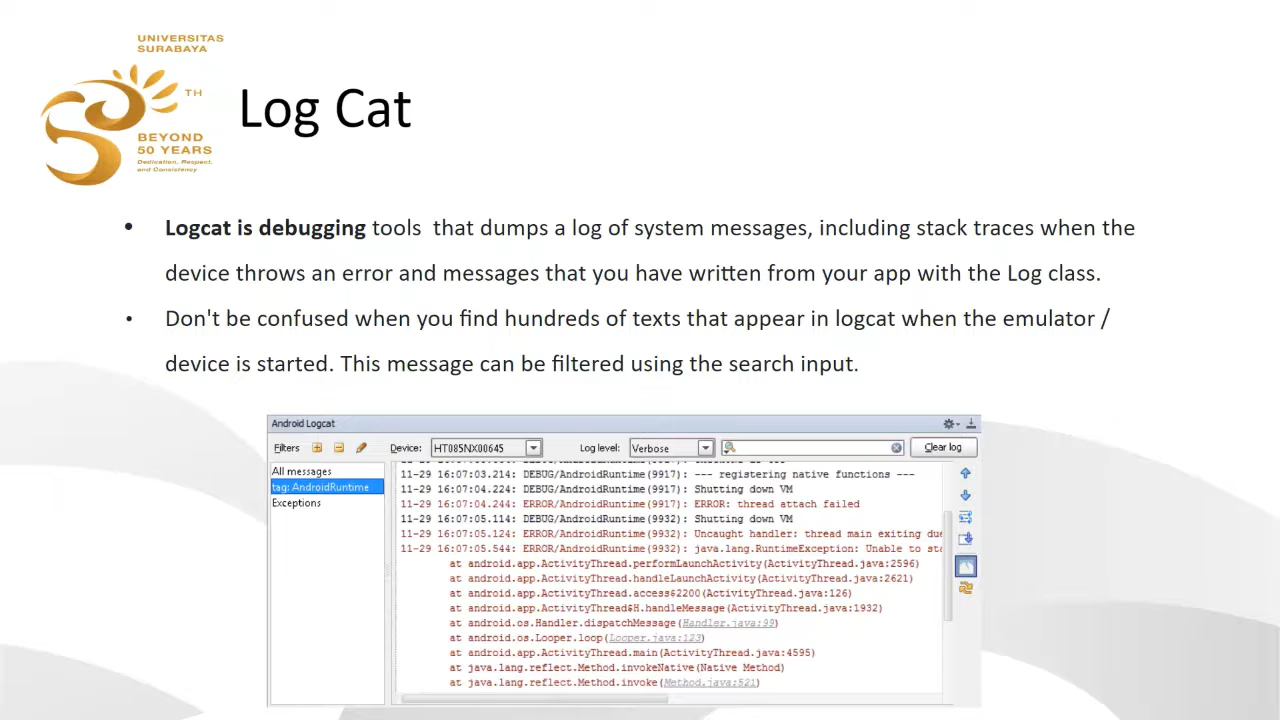 UNIVERSITAS
SURABAYA
TH
BEYOND
50 YEARS
Dedication, Respect,
and Consistency
Log Cat
• Logcat is debugging tools that dumps a log of system messages, including stack traces when the
device throws an error and messages that you have written from your app with the Log class.
• Don't be confused when you find hundreds of texts that appear in logcat when the emulator /
device is started. This message can be filtered using the search input.
Android Logcat
Filters Device: HT085NX00645 Log level: Verbose Clear log
All messages
tag: AndroidRuntime
Exceptions
11-29 16:07:03.214: DEBUG/AndroidRuntime(9917): --- registering native functions ---
11-29 16:07:04.224: DEBUG/AndroidRuntime(9917): Shutting down VM
11-29 16:07:04.244: ERROR/AndroidRuntime(9917): ERROR: thread attach failed
11-29 16:07:05.114: DEBUG/AndroidRuntime(9932): Shutting down VM
11-29 16:07:05.124: ERROR/AndroidRuntime(9932): Uncaught handler: thread main exiting due
11-29 16:07:05.544: ERROR/AndroidRuntime(9932): java.lang.RuntimeException: Unable to sta
at android.app.ActivityThread.performLaunchActivity(ActivityThread.java:2596)
at android.app.ActivityThread.handleLaunchActivity(ActivityThread.java:2621)
at android.app.ActivityThread.access$2200(ActivityThread.java:126)
at android.app.ActivityThread$H.handleMessage(ActivityThread.java:1932)
at android.os.Handler.dispatchMessage(Handler.java:99)
at android.os.Looper.loop(Looper.java:123)
at android.app.ActivityThread.main(ActivityThread.java:4595)
at java.lang.reflect.Method.invokeNative(Native Method)
at java.lang.reflect.Method.invoke(Method.java:521)